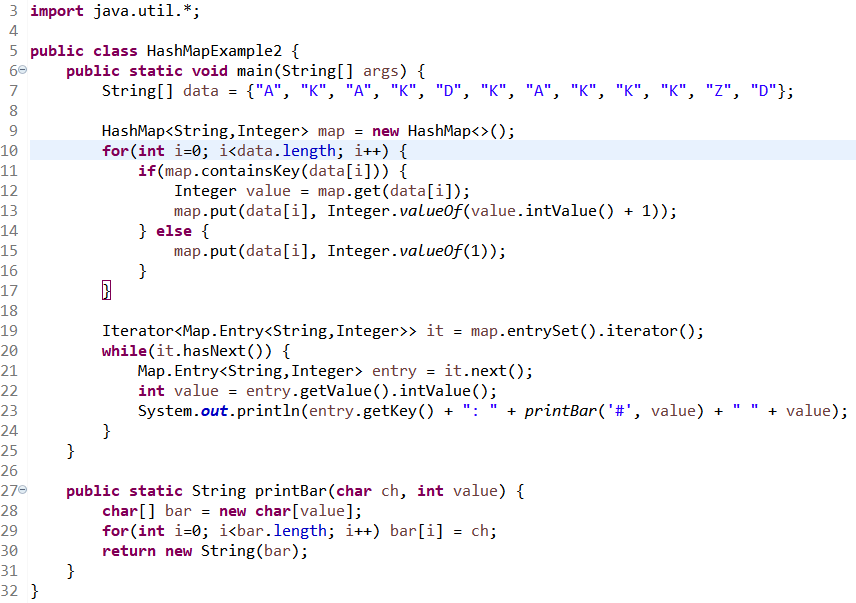 3 import java.util.*;
4
5 public class HashMapExample2 {
6 public static void main(String[] args) {
7 String[] data = {"A", "K", "A", "K", "D", "K", "A", "K", "K", "K", "Z", "D"};
8
9 HashMap<String,Integer> map = new HashMap<>();
10 for(int i=0; i<data.length; i++) {
11 if(map.containsKey(data[i])) {
12 Integer value = map.get(data[i]);
13 map.put(data[i], Integer.valueOf(value.intValue() + 1));
14 } else {
15 map.put(data[i], Integer.valueOf(1));
16 }
17 }
18
19 Iterator<Map.Entry<String,Integer>> it = map.entrySet().iterator();
20 while(it.hasNext()) {
21 Map.Entry<String,Integer> entry = it.next();
22 int value = entry.getValue().intValue();
23 System.out.println(entry.getKey() + ": " + printBar('#', value) + " " + value);
24 }
25 }
26
27 public static String printBar(char ch, int value) {
28 char[] bar = new char[value];
29 for(int i=0; i<bar.length; i++) bar[i] = ch;
30 return new String(bar);
31 }
32 }